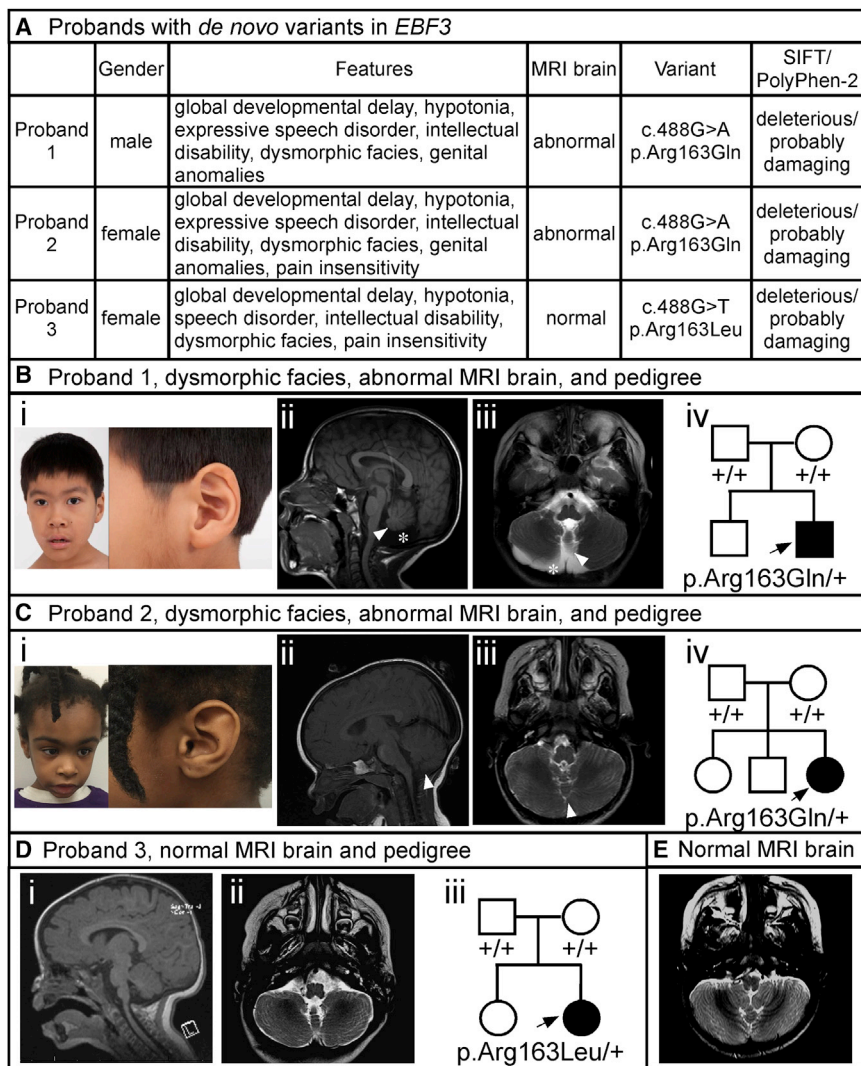 A Probands with de novo variants in EBF3
Gender Features MRI brain Variant SIFT/
PolyPhen-2
Proband
1
male
global developmental delay, hypotonia,
expressive speech disorder, intellectual
disability, dysmorphic facies, genital
anomalies
abnormal
c.488G>A
p.Arg163Gln
deleterious/
probably
damaging
Proband
2
female
global developmental delay, hypotonia,
expressive speech disorder, intellectual
disability, dysmorphic facies, genital
anomalies, pain insensitivity
abnormal
c.488G>A
p.Arg163Gln
deleterious/
probably
damaging
Proband
3
female
global developmental delay, hypotonia,
speech disorder, intellectual disability,
dysmorphic facies, pain insensitivity
normal
c.488G>T
p.Arg163Leu
deleterious/
probably
damaging
B Proband 1, dysmorphic facies, abnormal MRI brain, and pedigree
i ii iii iv
+/+ +/+
* *
p.Arg163Gln/+
C Proband 2, dysmorphic facies, abnormal MRI brain, and pedigree
i ii iii iv
+/+ +/+
p.Arg163Gln/+
D Proband 3, normal MRI brain and pedigree
i ii iii
+/+ +/+
L
p.Arg163Leu/+
E Normal MRI brain